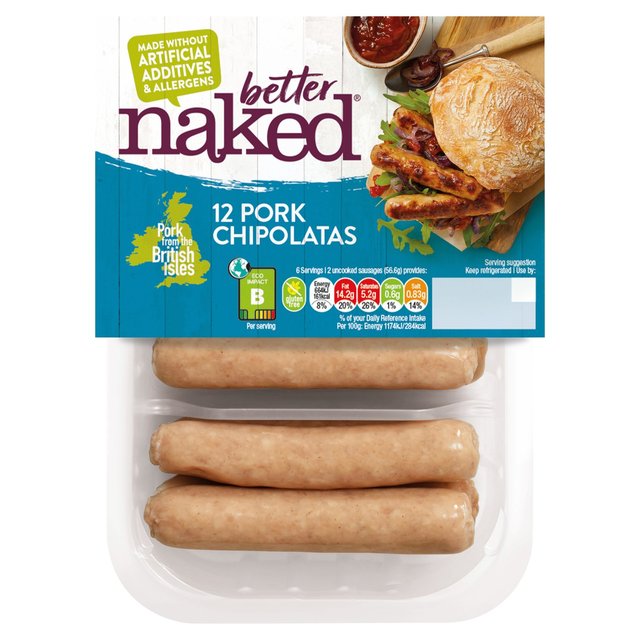 MADE WITHOUT
ARTIFICIAL
ADDITIVES
& ALLERGENS
better
naked®
12 PORK
CHIPOLATAS
Pork
from the
British
Isles
Serving suggestion
Keep refrigerated | Use by:
6 Servings | 2 uncooked sausages (56.6g) provides:
ECO
IMPACT
B
Per serving
gluten
free
Energy
664kJ
161kcal
8%
Fat
14.2g
20%
Saturates
5.2g
26%
Sugars
0.6g
1%
Salt
0.83g
14%
% of your Daily Reference Intake
Per 100g: Energy 1174kJ/284kcal